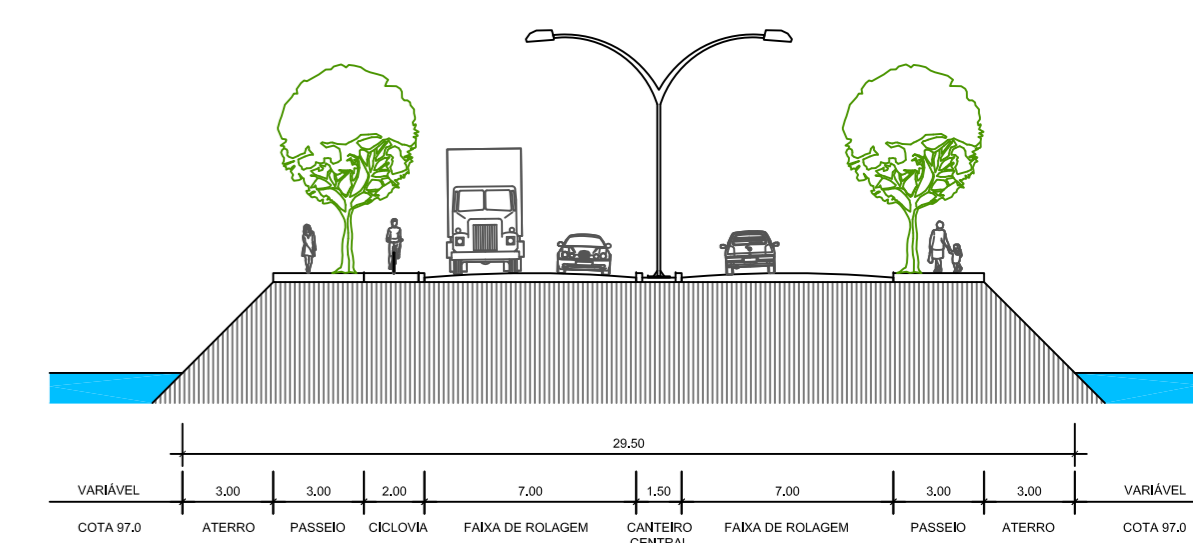 29.50
VARIÁVEL 3.00 3.00 2.00 7.00 1.50 7.00 3.00 3.00 VARIÁVEL
COTA 97.0 ATERRO PASSEIO CICLOVIA FAIXA DE ROLAGEM CANTEIRO FAIXA DE ROLAGEM PASSEIO ATERRO COTA 97.0
CENTRAL